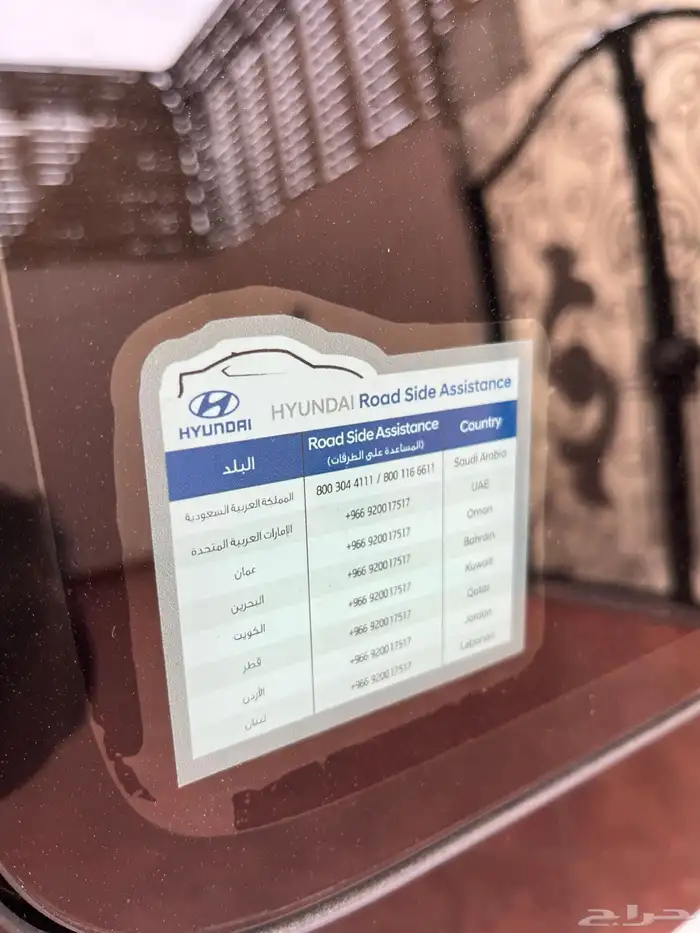 HYUNDAI
HYUNDAI Road Side Assistance
البلد Road Side Assistance (المساعدة على الطرقات) Country
المملكة العربية السعودية 800 304 4111 / 800 116 6611 Saudi Arabia
الإمارات العربية المتحدة +966 920017517 UAE
عمان +966 920017517 Oman
البحرين +966 920017517 Bahrain
الكويت +966 920017517 Kuwait
قطر +966 920017517 Qatar
الأردن +966 920017517 Jordan
لبنان +966 920017517 Lebanon
حراج